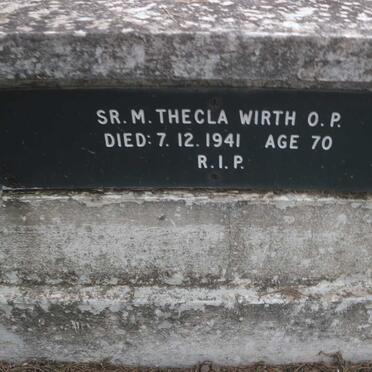 SR. M. THECLA WIRTH O.P.
DIED: 7. 12. 1941 AGE 70
R.I.P.